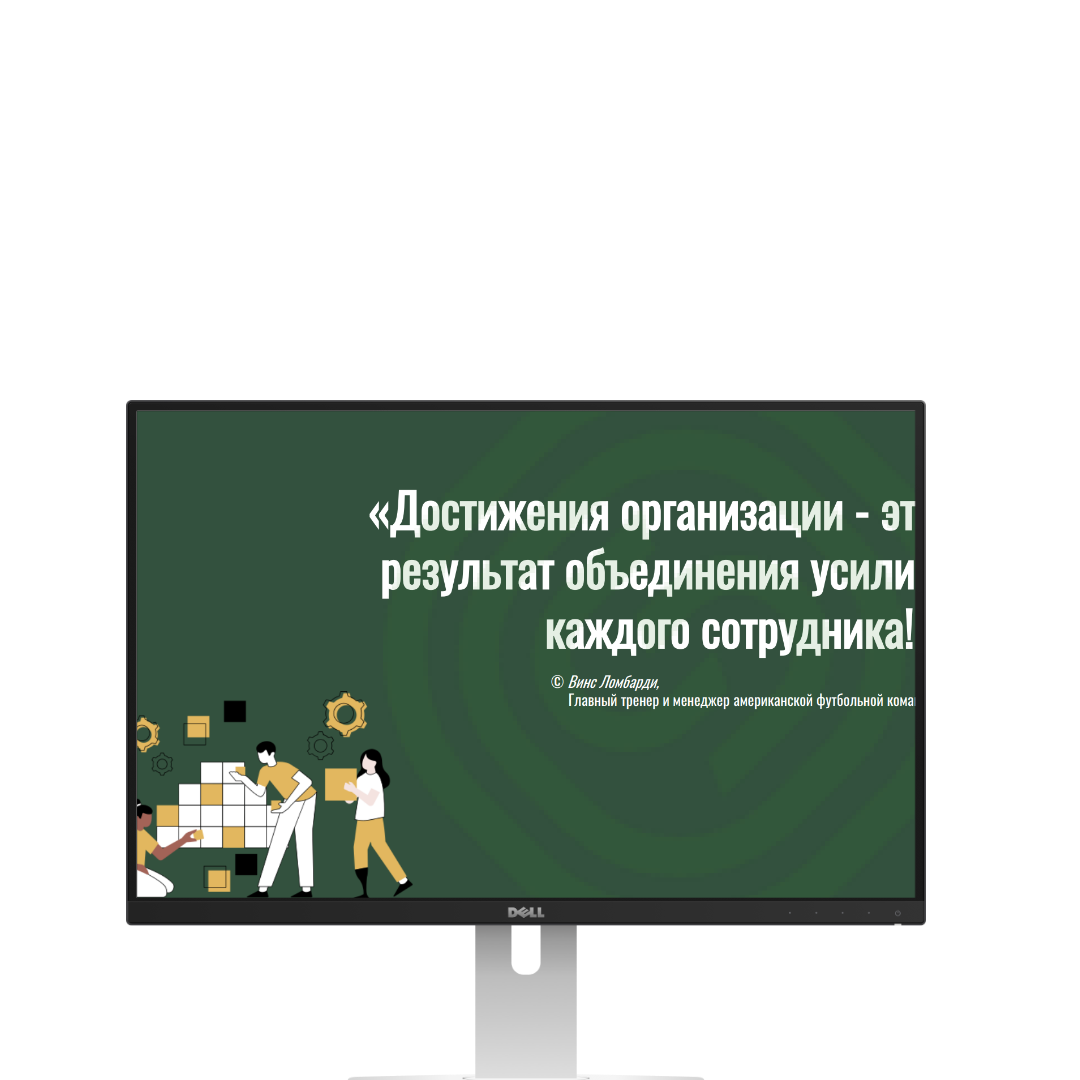 «Достижения организации - эт
результат объединения усили
каждого сотрудника!
© Винс Ломбарди,
Главный тренер и менеджер американской футбольной кома
DELL